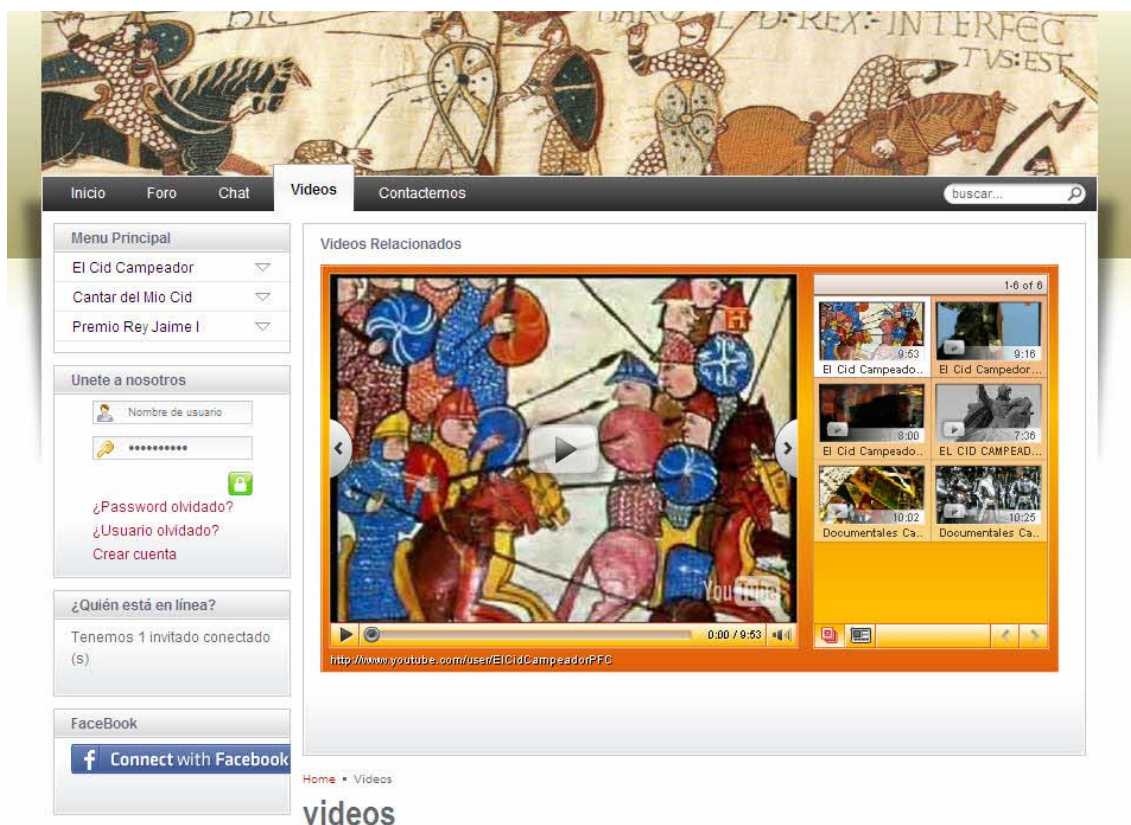 HIC
HAROLD:-REX:-INTERFEC
TVS:EST
Inicio Foro Chat Videos Contactemos buscar...
Menu Principal
El Cid Campeador
Cantar del Mio Cid
Premio Rey Jaime I
Unete a nosotros
Nombre de usuario
••••••••••
¿Password olvidado?
¿Usuario olvidado?
Crear cuenta
¿Quién está en línea?
Tenemos 1 invitado conectado
(s)
FaceBook
f Connect with Facebook
Videos Relacionados
YouTube
0:00 / 9:53
http://www.youtube.com/user/ElCidCampeadorPFC
1-6 of 6
9:53 9:16
El Cid Campeado.. El Cid Campedor...
8:00 7:36
El Cid Campeado.. EL CID CAMPEAD...
10:02 10:25
Documentales Ca.. Documentales Ca..
Home ▪ Videos
videos